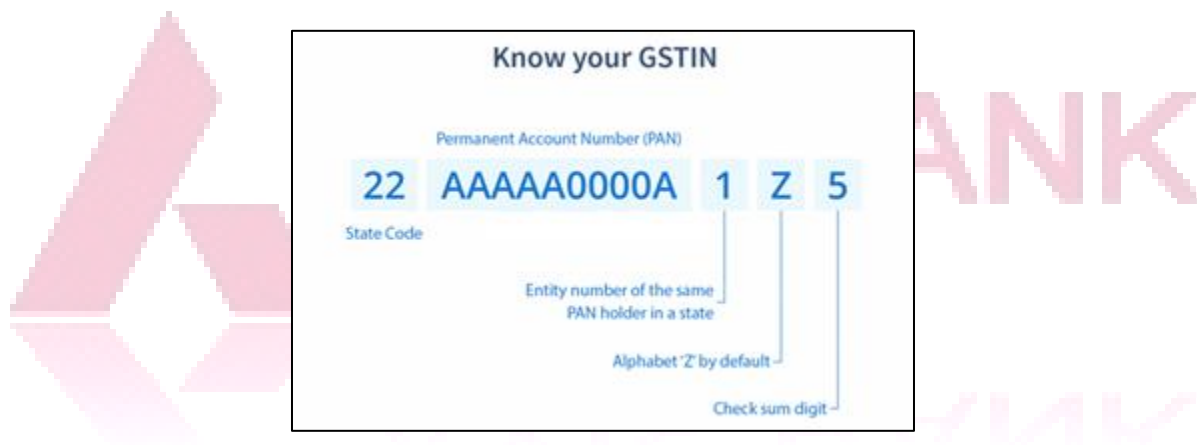 Know your GSTIN
Permanent Account Number (PAN)
22 AAAAA0000A 1 Z 5
State Code
Entity number of the same
PAN holder in a state
Alphabet 'Z' by default
Check sum digit
ANK